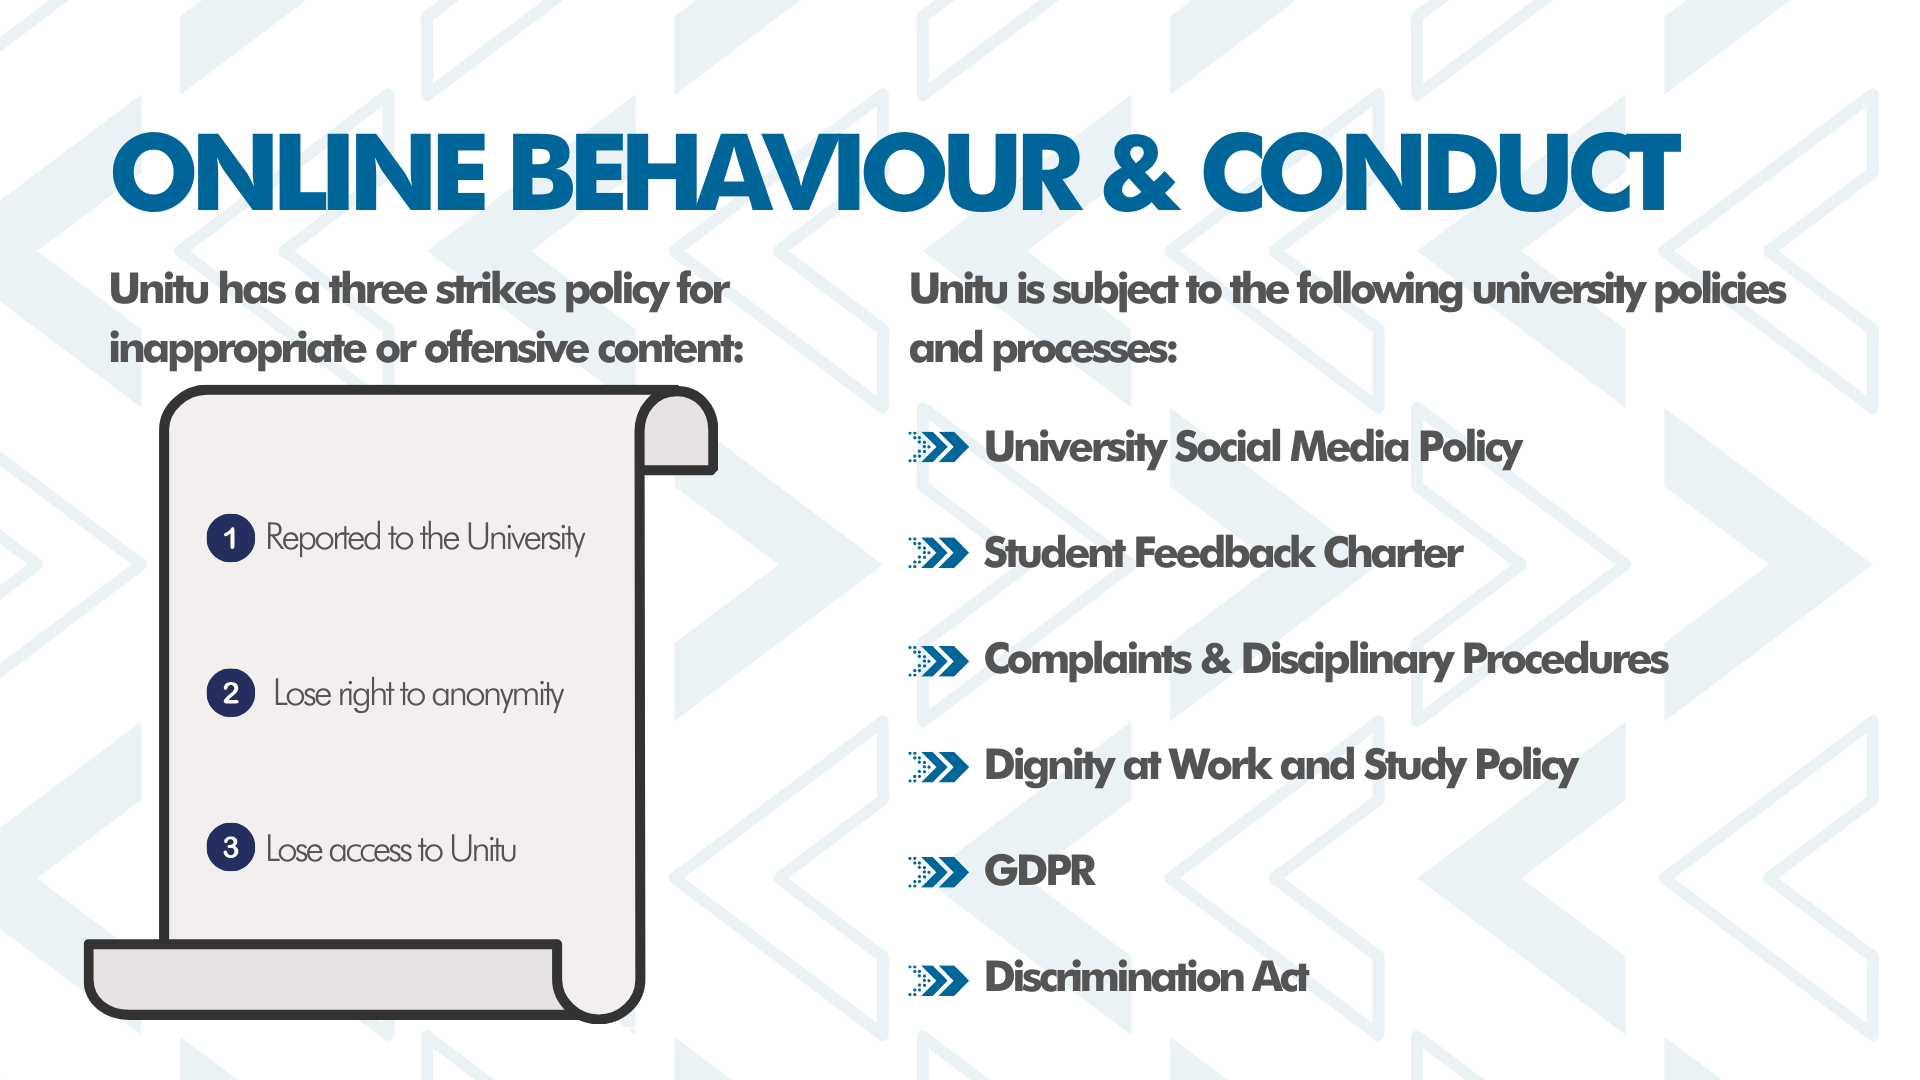 ONLINE BEHAVIOUR & CONDUCT
Unitu has a three strikes policy for
inappropriate or offensive content:
1 Reported to the University
2 Lose right to anonymity
3 Lose access to Unitu
Unitu is subject to the following university policies
and processes:
University Social Media Policy
Student Feedback Charter
Complaints & Disciplinary Procedures
Dignity at Work and Study Policy
GDPR
Discrimination Act